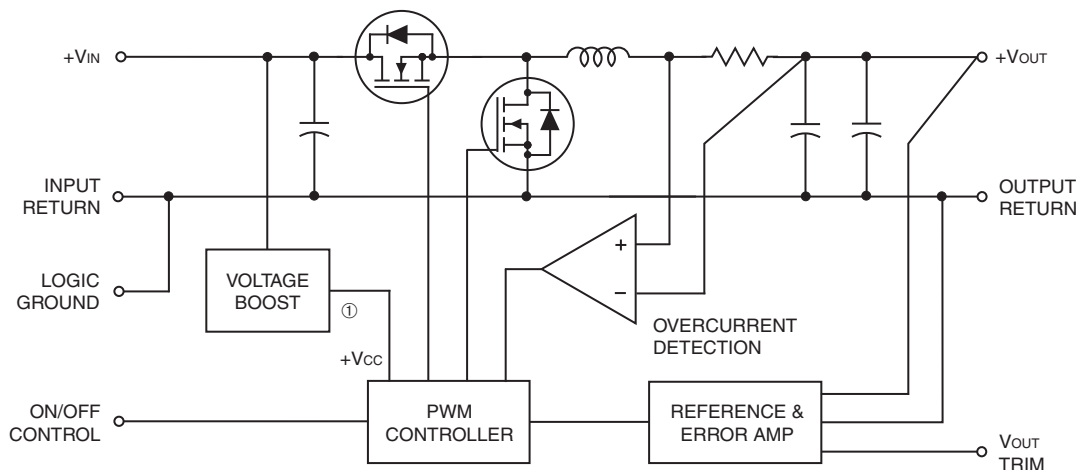 +VIN
+VOUT
INPUT
RETURN
OUTPUT
RETURN
LOGIC
GROUND
VOLTAGE
BOOST
①
+
–
OVERCURRENT
DETECTION
+VCC
ON/OFF
CONTROL
PWM
CONTROLLER
REFERENCE &
ERROR AMP
VOUT
TRIM